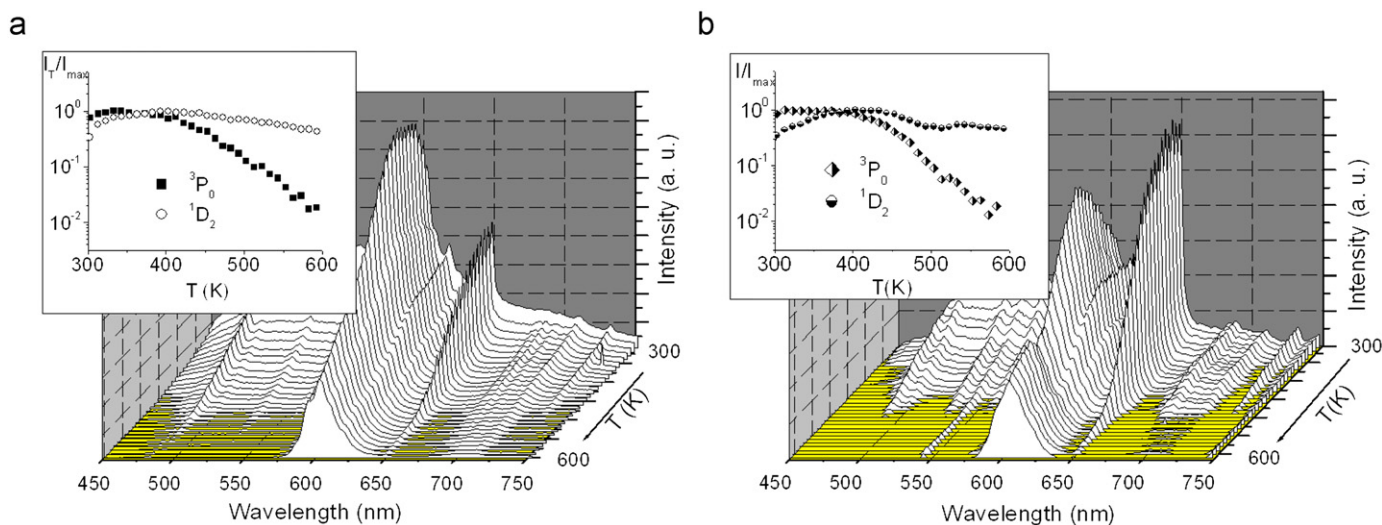 a
I_T/I_max
10^0
10^-1
10^-2
^3P_0
^1D_2
300 400 500 600
T (K)
Intensity (a. u.)
300
T (K)
600
450 500 550 600 650 700 750
Wavelength (nm)
b
I/I_max
10^0
10^-1
10^-2
^3P_0
^1D_2
300 400 500 600
T(K)
Intensity (a. u.)
300
T(K)
600
450 500 550 600 650 700 750
Wavelength (nm)